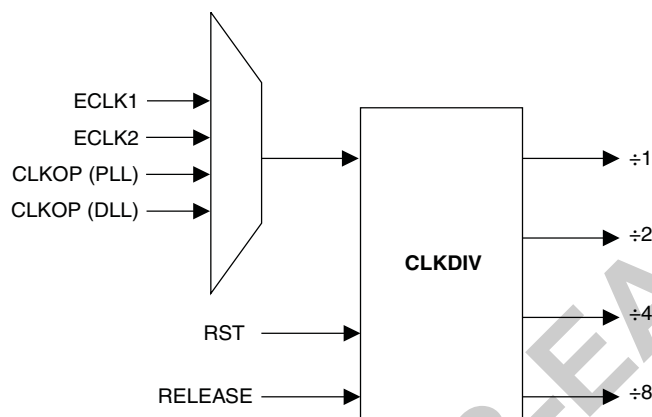 ECLK1
ECLK2
CLKOP (PLL)
CLKOP (DLL)
RST
RELEASE
CLKDIV
÷1
÷2
÷4
÷8